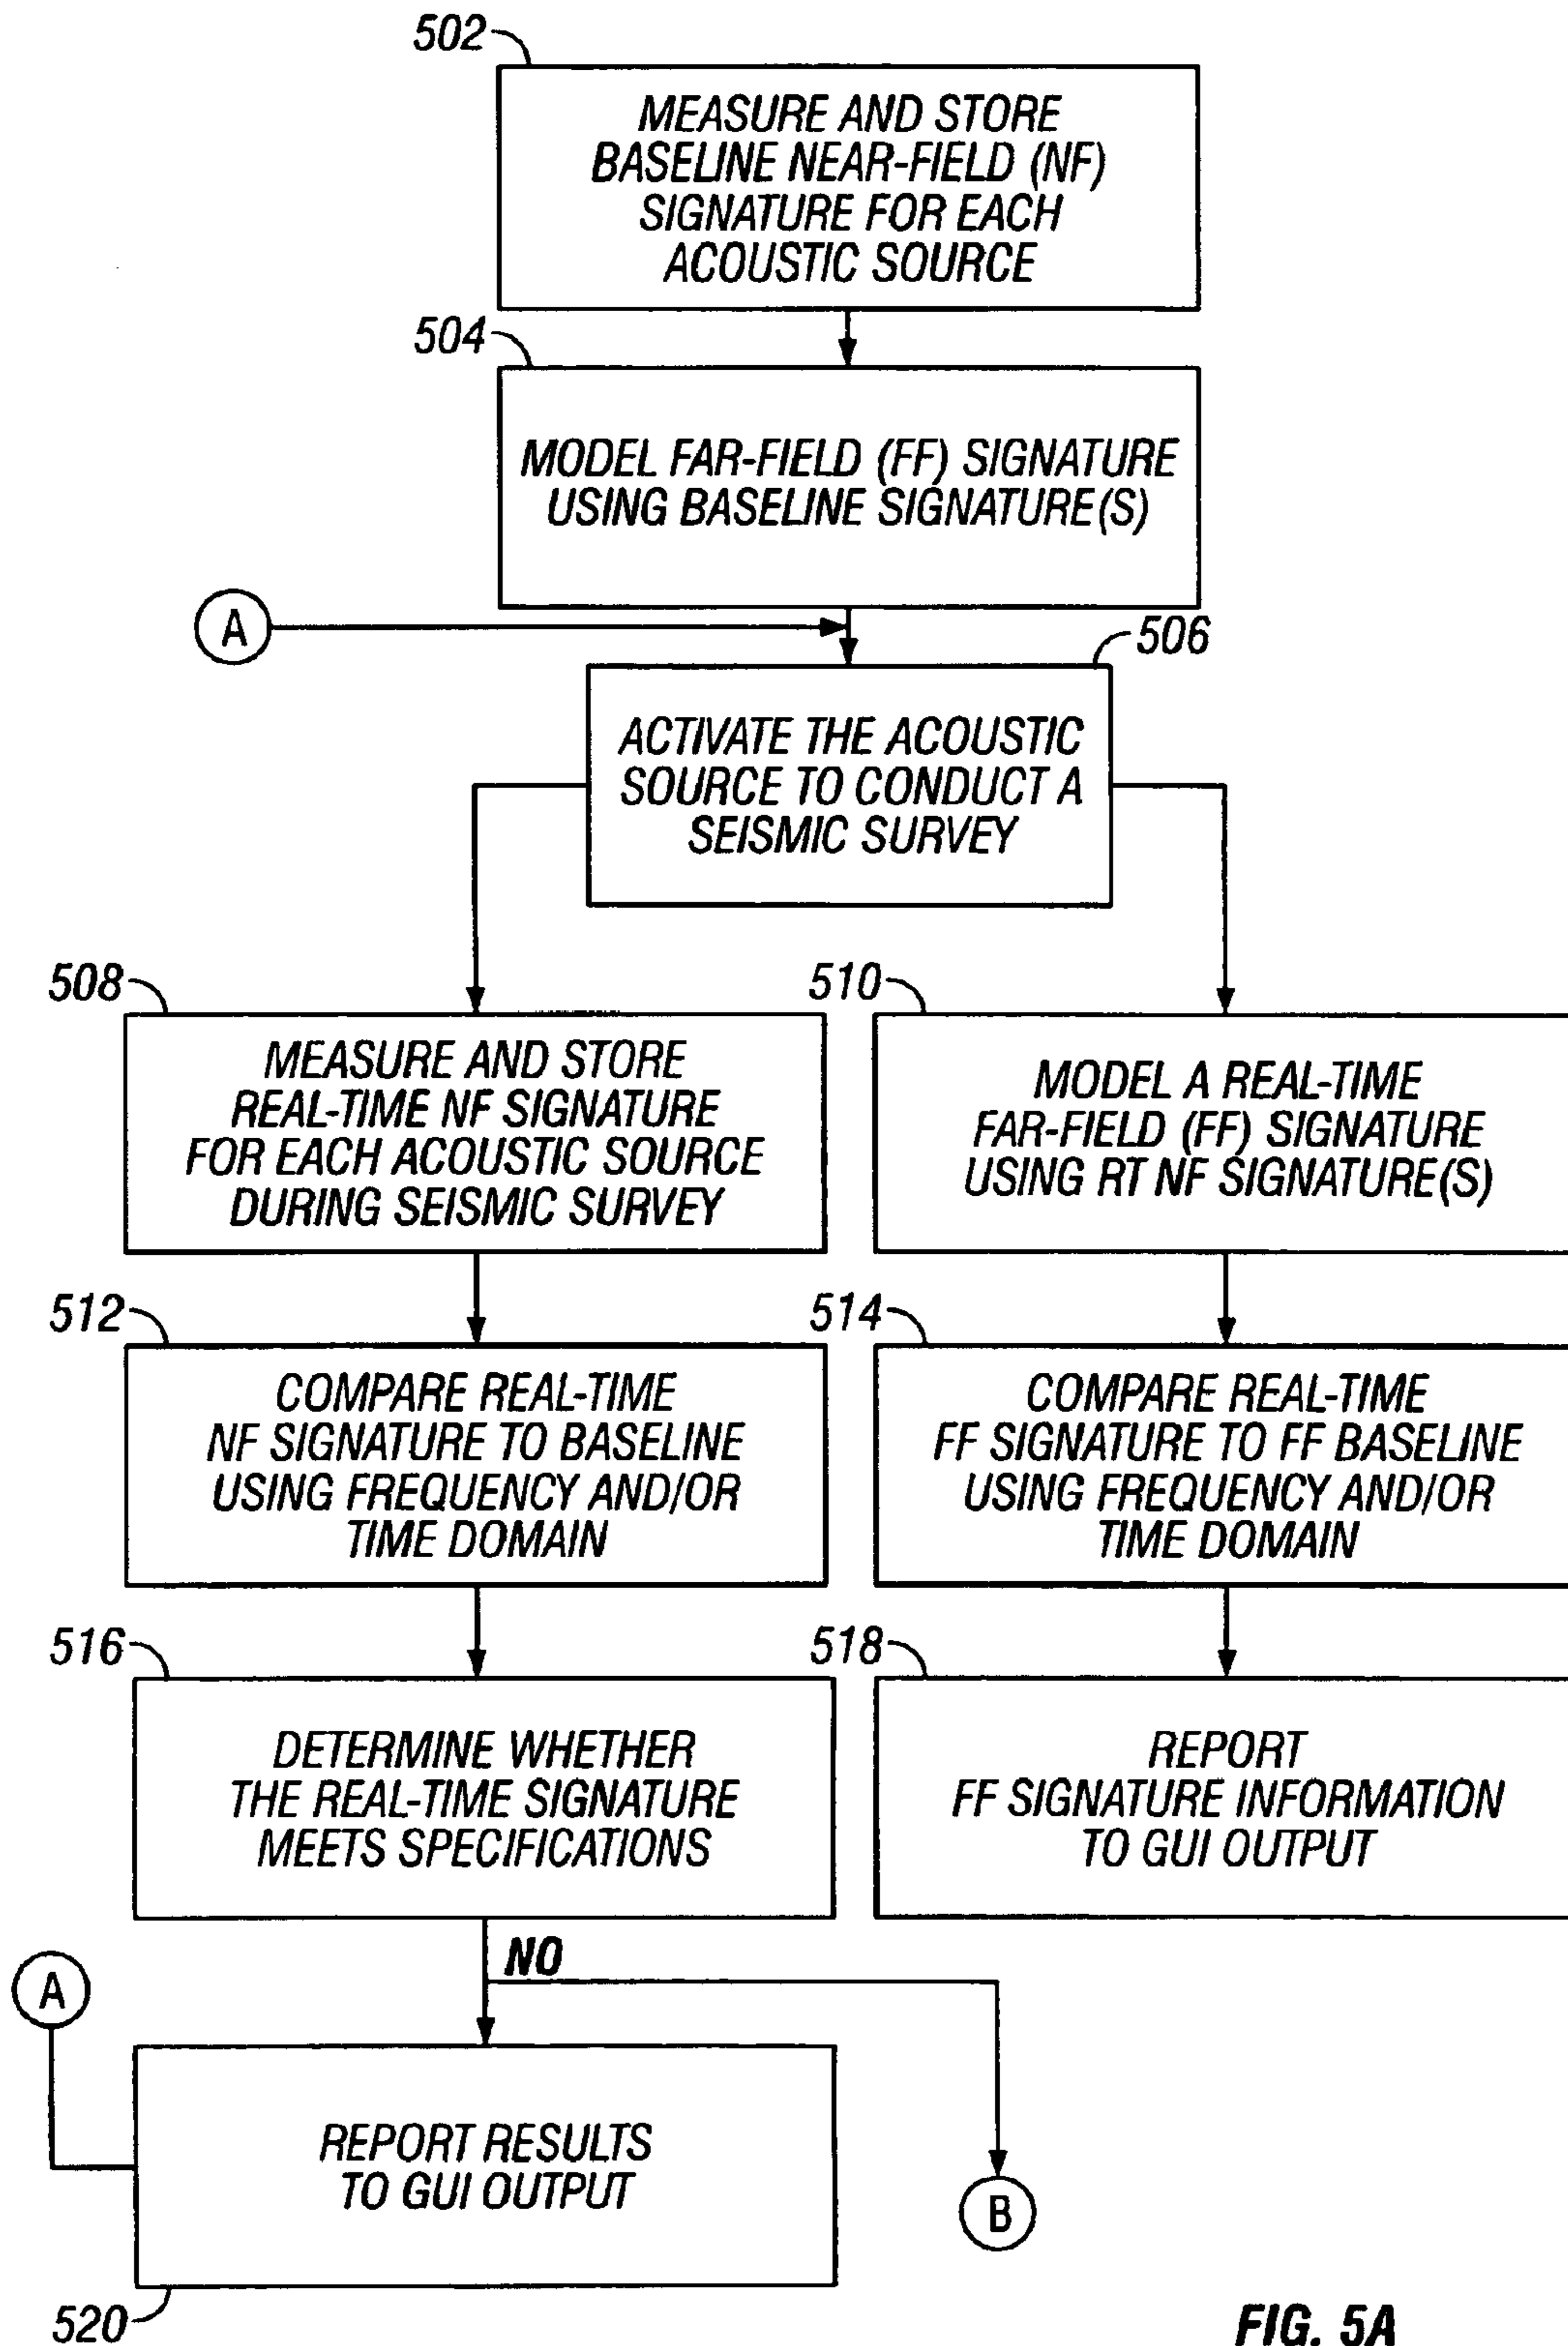 502
MEASURE AND STORE
BASELINE NEAR-FIELD (NF)
SIGNATURE FOR EACH
ACOUSTIC SOURCE
504
MODEL FAR-FIELD (FF) SIGNATURE
USING BASELINE SIGNATURE(S)
A
506
ACTIVATE THE ACOUSTIC
SOURCE TO CONDUCT A
SEISMIC SURVEY
508
MEASURE AND STORE
REAL-TIME NF SIGNATURE
FOR EACH ACOUSTIC SOURCE
DURING SEISMIC SURVEY
510
MODEL A REAL-TIME
FAR-FIELD (FF) SIGNATURE
USING RT NF SIGNATURE(S)
512
COMPARE REAL-TIME
NF SIGNATURE TO BASELINE
USING FREQUENCY AND/OR
TIME DOMAIN
514
COMPARE REAL-TIME
FF SIGNATURE TO FF BASELINE
USING FREQUENCY AND/OR
TIME DOMAIN
516
DETERMINE WHETHER
THE REAL-TIME SIGNATURE
MEETS SPECIFICATIONS
518
REPORT
FF SIGNATURE INFORMATION
TO GUI OUTPUT
NO
A
REPORT RESULTS
TO GUI OUTPUT
B
520
FIG. 5A